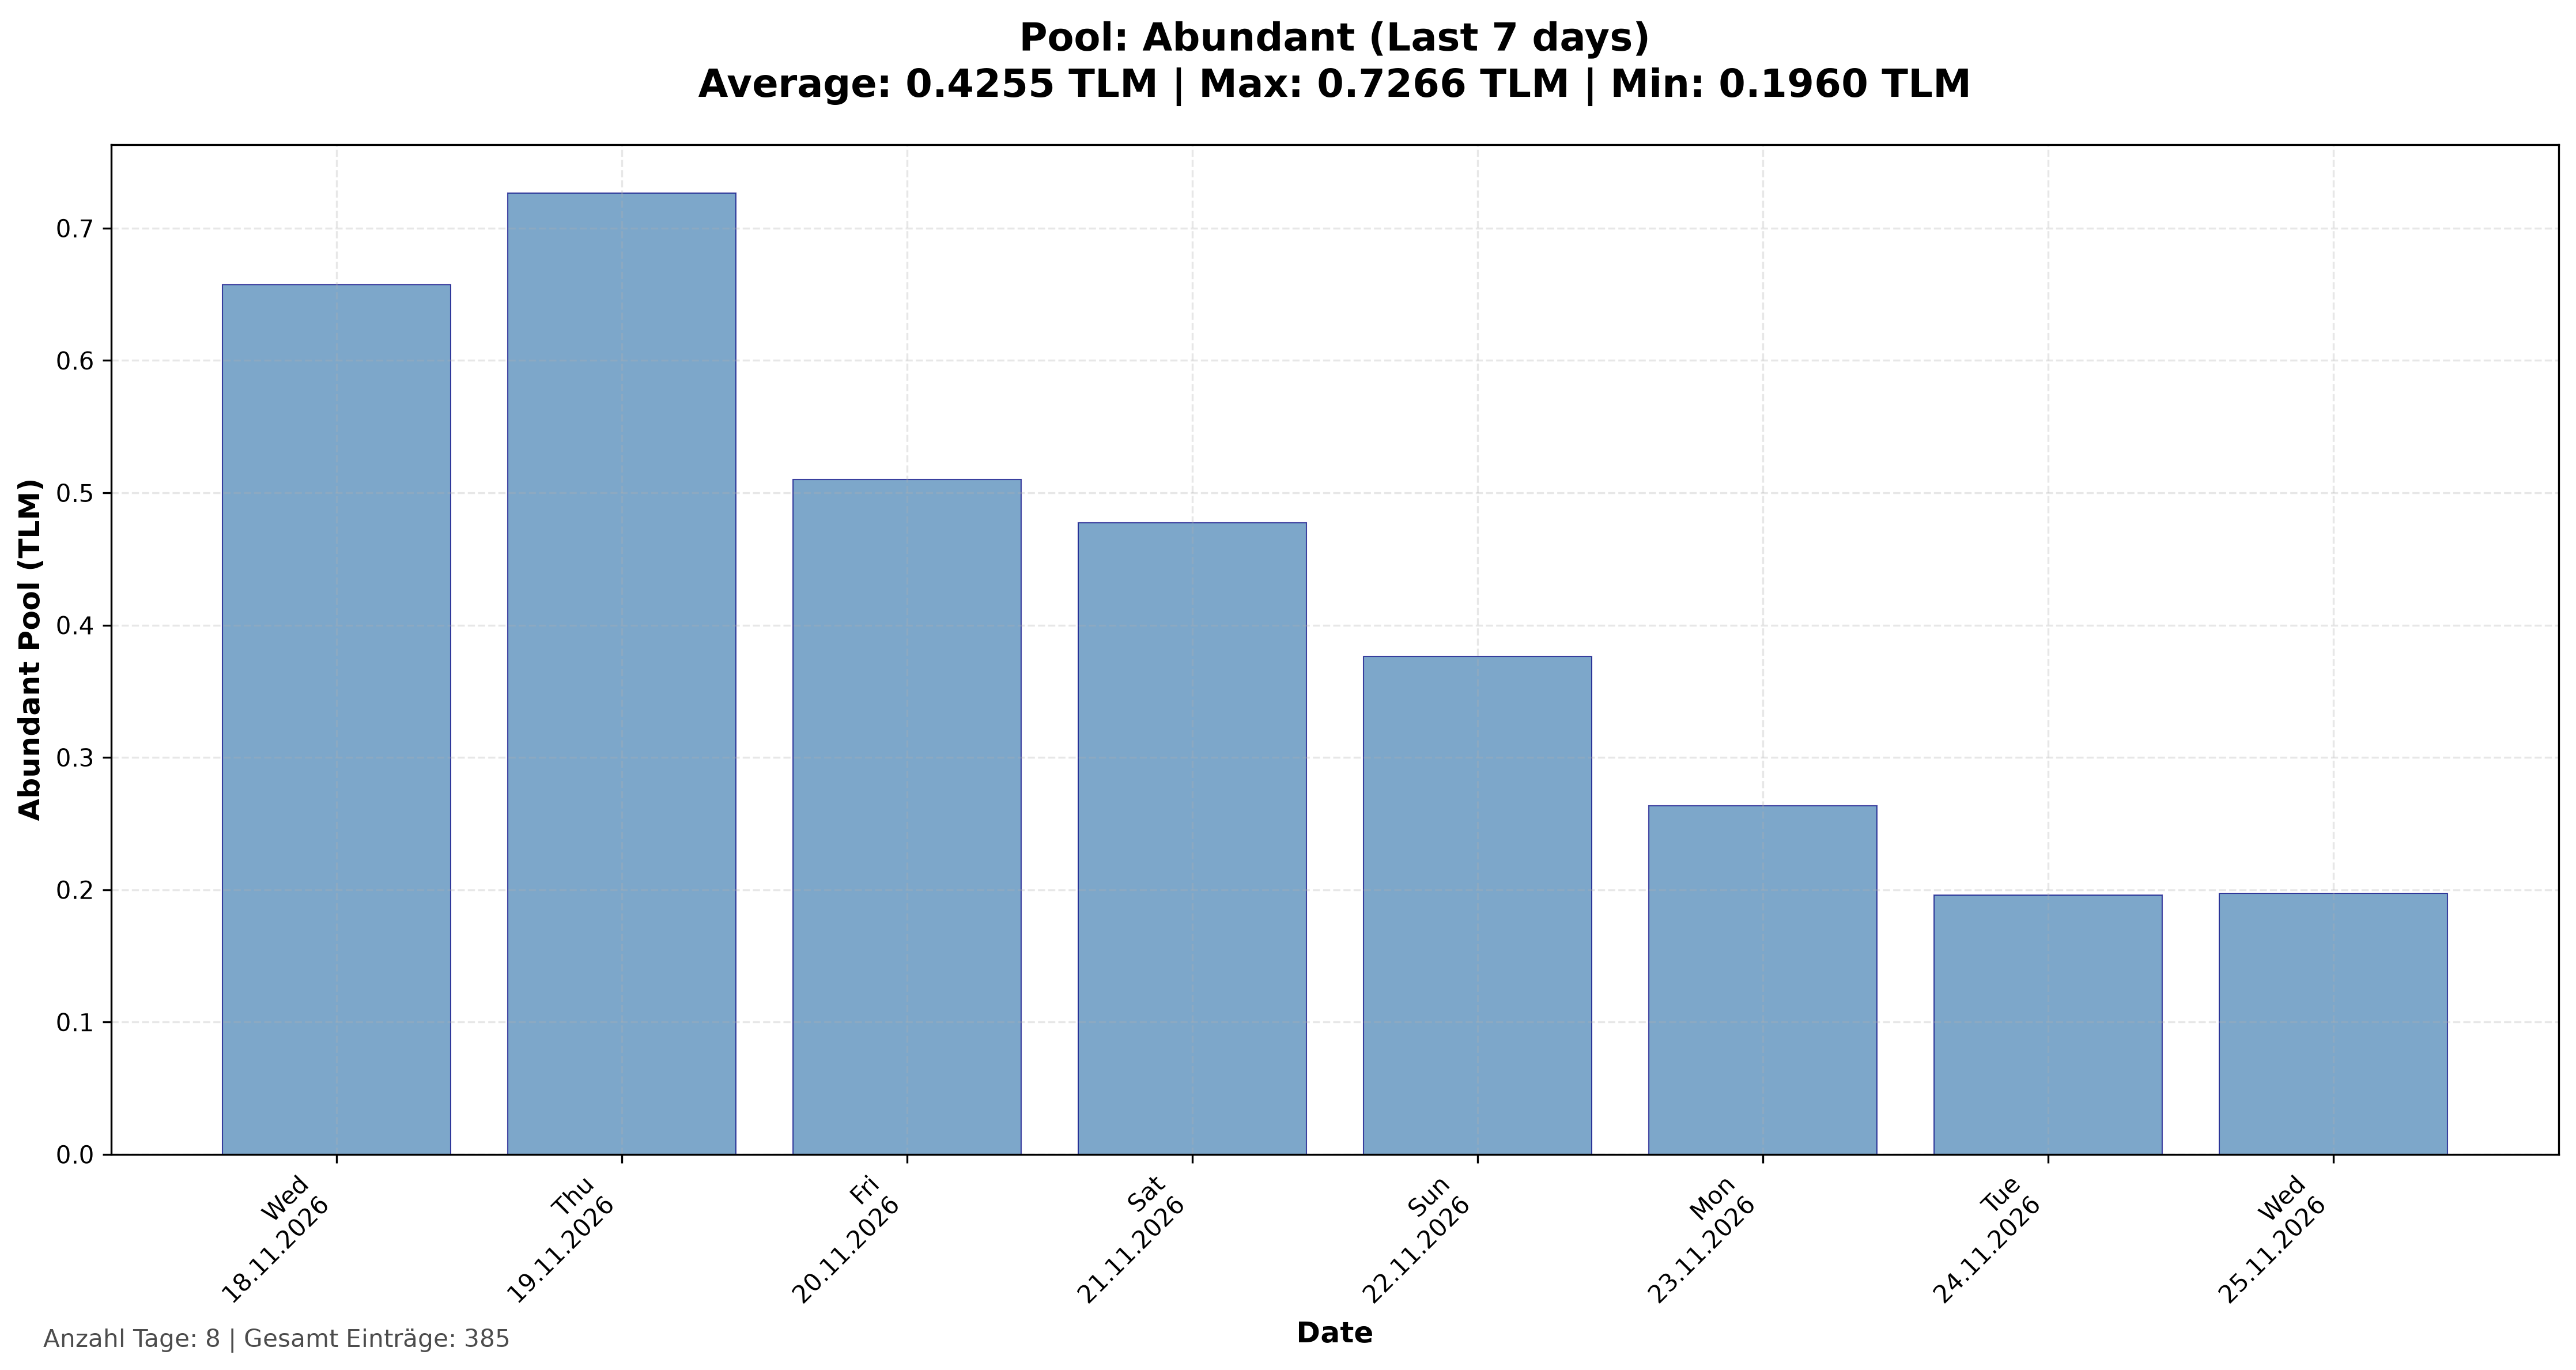 Pool: Abundant (Last 7 days)
Average: 0.4255 TLM | Max: 0.7266 TLM | Min: 0.1960 TLM
Abundant Pool (TLM)
0.7
0.6
0.5
0.4
0.3
0.2
0.1
0.0
Wed
18.11.2026
Thu
19.11.2026
Fri
20.11.2026
Sat
21.11.2026
Sun
22.11.2026
Mon
23.11.2026
Tue
24.11.2026
Wed
25.11.2026
Date
Anzahl Tage: 8 | Gesamt Einträge: 385